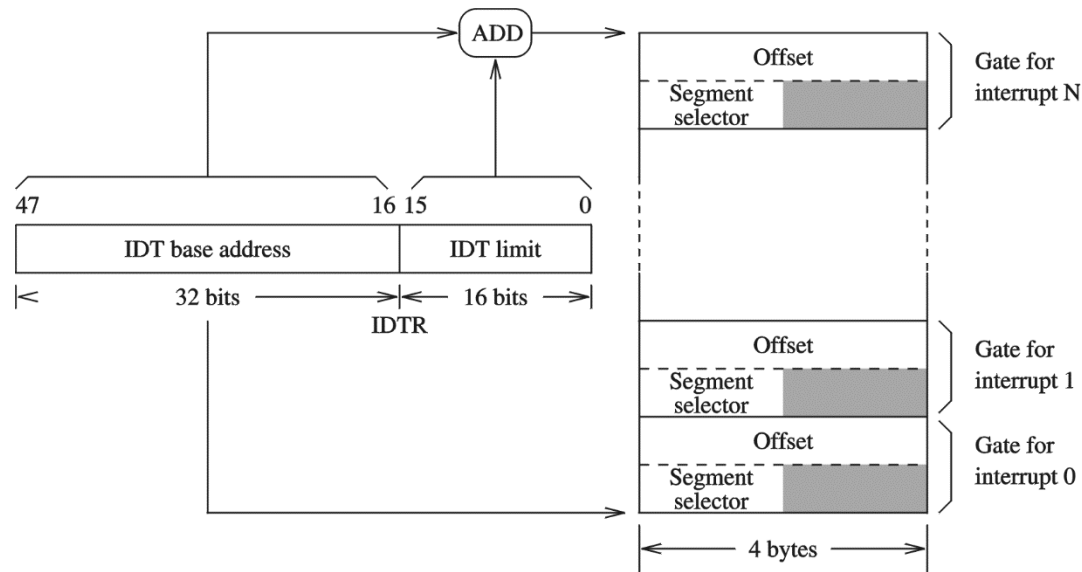 ADD
Offset
Segment
selector
Gate for
interrupt N
47
16
15
0
IDT base address
IDT limit
32 bits
16 bits
IDTR
Offset
Segment
selector
Gate for
interrupt 1
Offset
Segment
selector
Gate for
interrupt 0
4 bytes